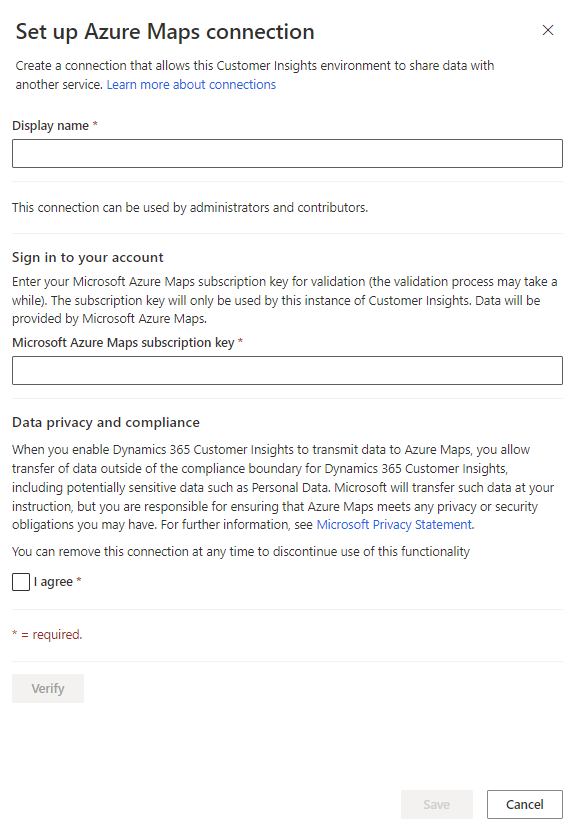 Set up Azure Maps connection
Create a connection that allows this Customer Insights environment to share data with
another service. Learn more about connections
Display name *
This connection can be used by administrators and contributors.
Sign in to your account
Enter your Microsoft Azure Maps subscription key for validation (the validation process may take a
while). The subscription key will only be used by this instance of Customer Insights. Data will be
provided by Microsoft Azure Maps.
Microsoft Azure Maps subscription key *
Data privacy and compliance
When you enable Dynamics 365 Customer Insights to transmit data to Azure Maps, you allow
transfer of data outside of the compliance boundary for Dynamics 365 Customer Insights,
including potentially sensitive data such as Personal Data. Microsoft will transfer such data at your
instruction, but you are responsible for ensuring that Azure Maps meets any privacy or security
obligations you may have. For further information, see Microsoft Privacy Statement.
You can remove this connection at any time to discontinue use of this functionality
I agree *
* = required.
Verify
Save
Cancel